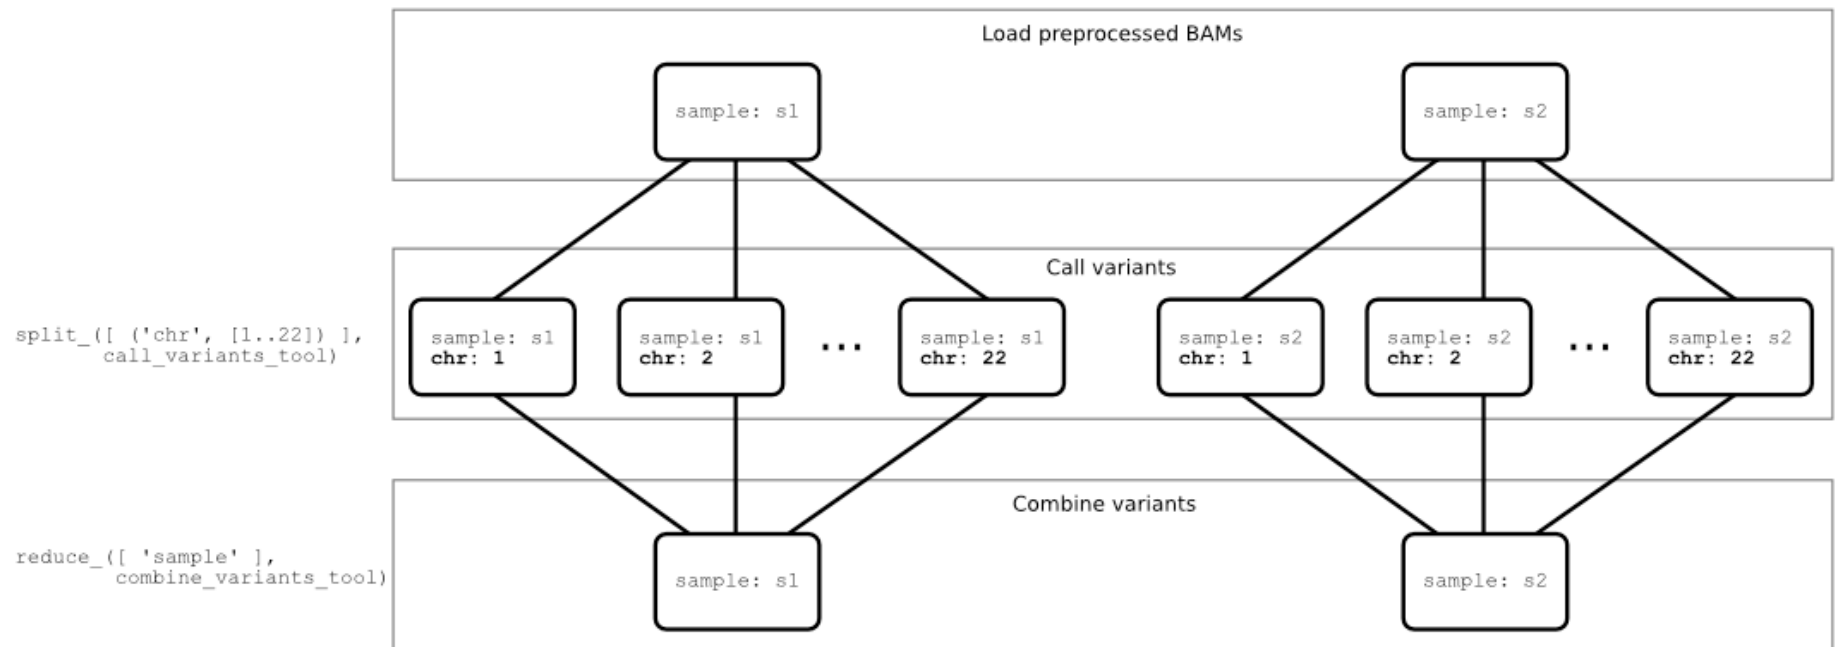 Load preprocessed BAMs
sample: s1
sample: s2
Call variants
split_([ ('chr', [1..22]) ],
call_variants_tool)
sample: s1
chr: 1
sample: s1
chr: 2
...
sample: s1
chr: 22
sample: s2
chr: 1
sample: s2
chr: 2
...
sample: s2
chr: 22
Combine variants
reduce_([ 'sample' ],
combine_variants_tool)
sample: s1
sample: s2